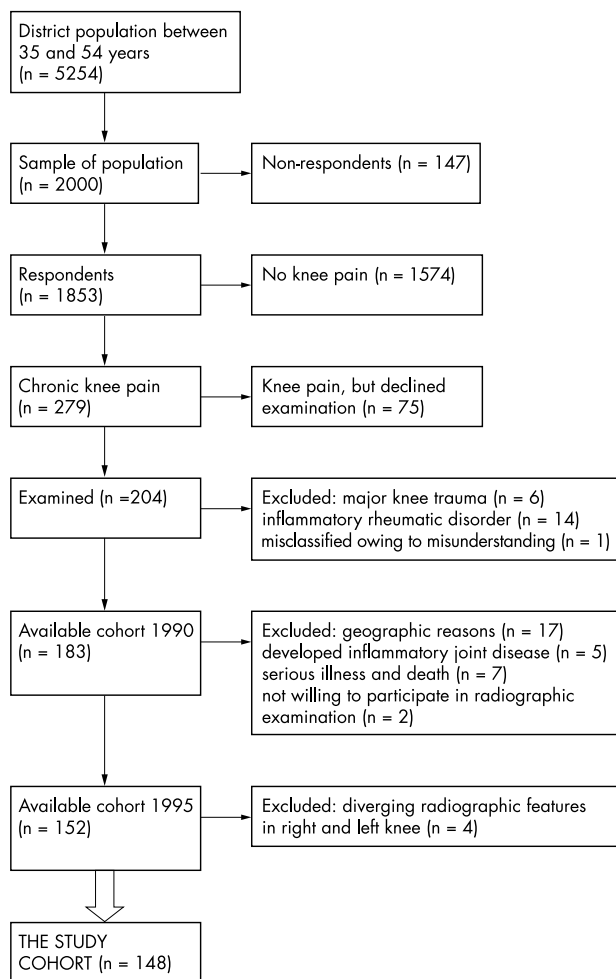 District population between
35 and 54 years
(n = 5254)
Sample of population
(n = 2000)
Non-respondents (n = 147)
Respondents
(n = 1853)
No knee pain (n = 1574)
Chronic knee pain
(n = 279)
Knee pain, but declined
examination (n = 75)
Examined (n =204)
Excluded: major knee trauma (n = 6)
inflammatory rheumatic disorder (n = 14)
misclassified owing to misunderstanding (n = 1)
Available cohort 1990
(n = 183)
Excluded: geographic reasons (n = 17)
developed inflammatory joint disease (n = 5)
serious illness and death (n = 7)
not willing to participate in radiographic
examination (n = 2)
Available cohort 1995
(n = 152)
Excluded: diverging radiographic features
in right and left knee (n = 4)
THE STUDY
COHORT (n = 148)